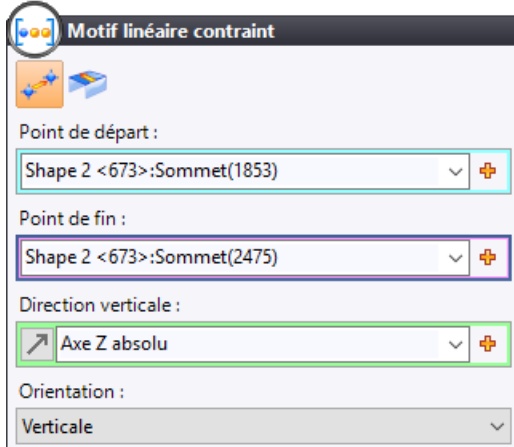 Motif linéaire contraint
Point de départ :
Shape 2 <673>:Sommet(1853)
Point de fin :
Shape 2 <673>:Sommet(2475)
Direction verticale :
Axe Z absolu
Orientation :
Verticale